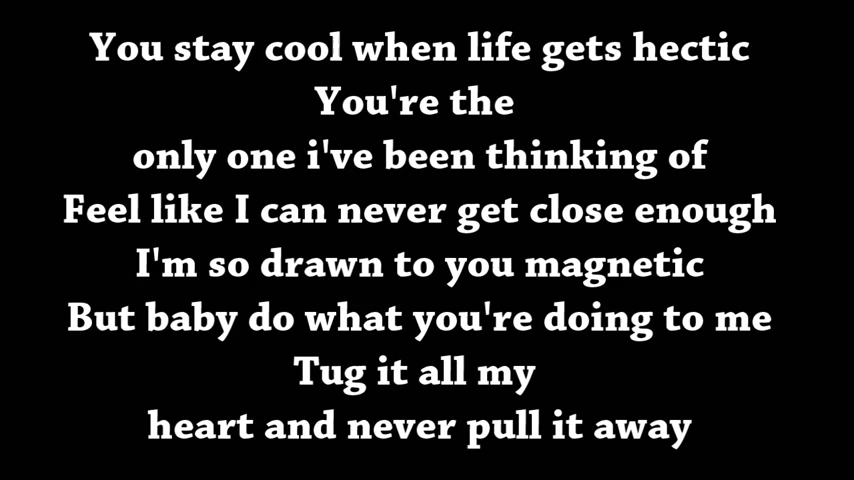 You stay cool when life gets hectic
You're the
only one i've been thinking of
Feel like I can never get close enough
I'm so drawn to you magnetic
But baby do what you're doing to me
Tug it all my
heart and never pull it away